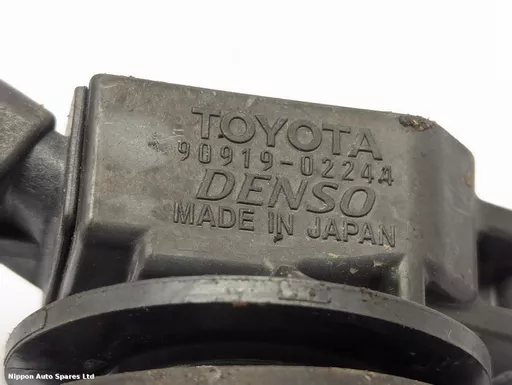 TOYOTA
90919-02244
DENSO
MADE IN JAPAN
Nippon Auto Spares Ltd